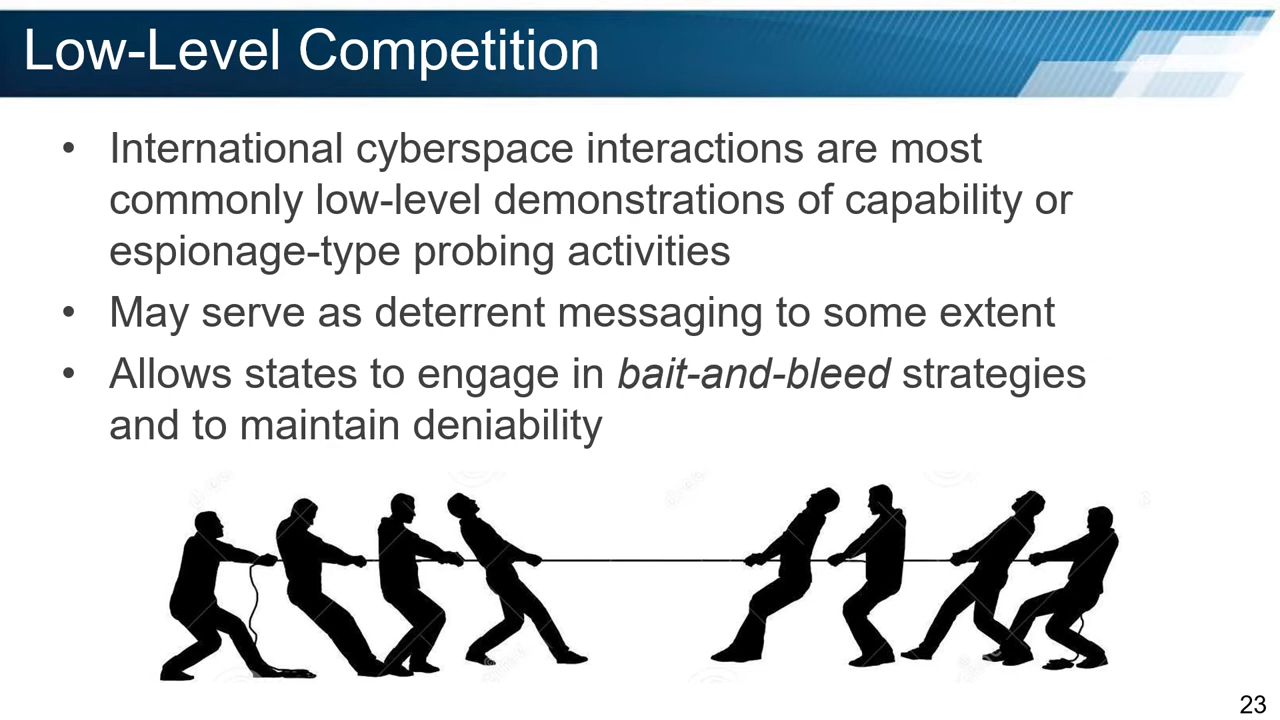 Low-Level Competition
• International cyberspace interactions are most
commonly low-level demonstrations of capability or
espionage-type probing activities
• May serve as deterrent messaging to some extent
• Allows states to engage in bait-and-bleed strategies
and to maintain deniability
23